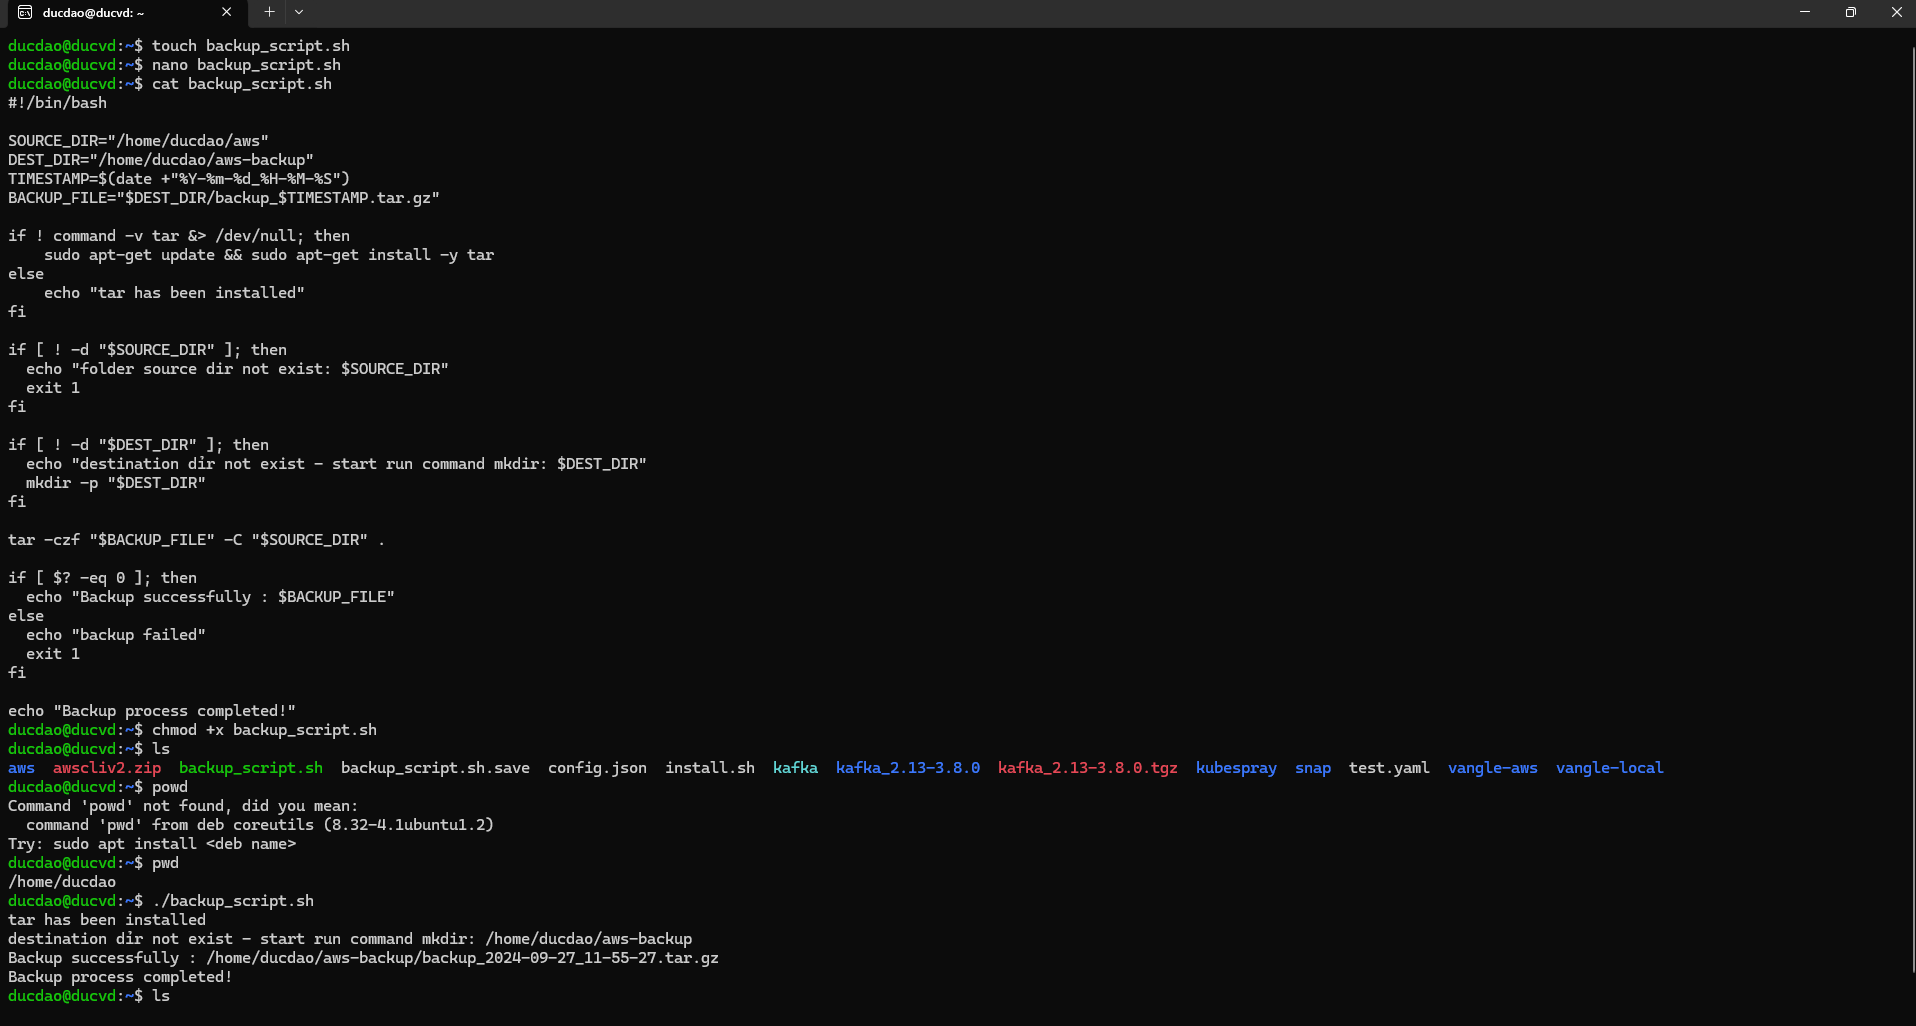 ducdao@ducvd: ~
ducdao@ducvd:~$ touch backup_script.sh
ducdao@ducvd:~$ nano backup_script.sh
ducdao@ducvd:~$ cat backup_script.sh
#!/bin/bash

SOURCE_DIR="/home/ducdao/aws"
DEST_DIR="/home/ducdao/aws-backup"
TIMESTAMP=$(date +"%Y-%m-%d_%H-%M-%S")
BACKUP_FILE="$DEST_DIR/backup_$TIMESTAMP.tar.gz"

if ! command -v tar &> /dev/null; then
    sudo apt-get update && sudo apt-get install -y tar
else
    echo "tar has been installed"
fi

if [ ! -d "$SOURCE_DIR" ]; then
  echo "folder source dir not exist: $SOURCE_DIR"
  exit 1
fi

if [ ! -d "$DEST_DIR" ]; then
  echo "destination dỉr not exist - start run command mkdir: $DEST_DIR"
  mkdir -p "$DEST_DIR"
fi

tar -czf "$BACKUP_FILE" -C "$SOURCE_DIR" .

if [ $? -eq 0 ]; then
  echo "Backup successfully : $BACKUP_FILE"
else
  echo "backup failed"
  exit 1
fi

echo "Backup process completed!"
ducdao@ducvd:~$ chmod +x backup_script.sh
ducdao@ducvd:~$ ls
aws  awscliv2.zip  backup_script.sh  backup_script.sh.save  config.json  install.sh  kafka  kafka_2.13-3.8.0  kafka_2.13-3.8.0.tgz  kubespray  snap  test.yaml  vangle-aws  vangle-local
ducdao@ducvd:~$ powd
Command 'powd' not found, did you mean:
  command 'pwd' from deb coreutils (8.32-4.1ubuntu1.2)
Try: sudo apt install <deb name>
ducdao@ducvd:~$ pwd
/home/ducdao
ducdao@ducvd:~$ ./backup_script.sh
tar has been installed
destination dỉr not exist - start run command mkdir: /home/ducdao/aws-backup
Backup successfully : /home/ducdao/aws-backup/backup_2024-09-27_11-55-27.tar.gz
Backup process completed!
ducdao@ducvd:~$ ls